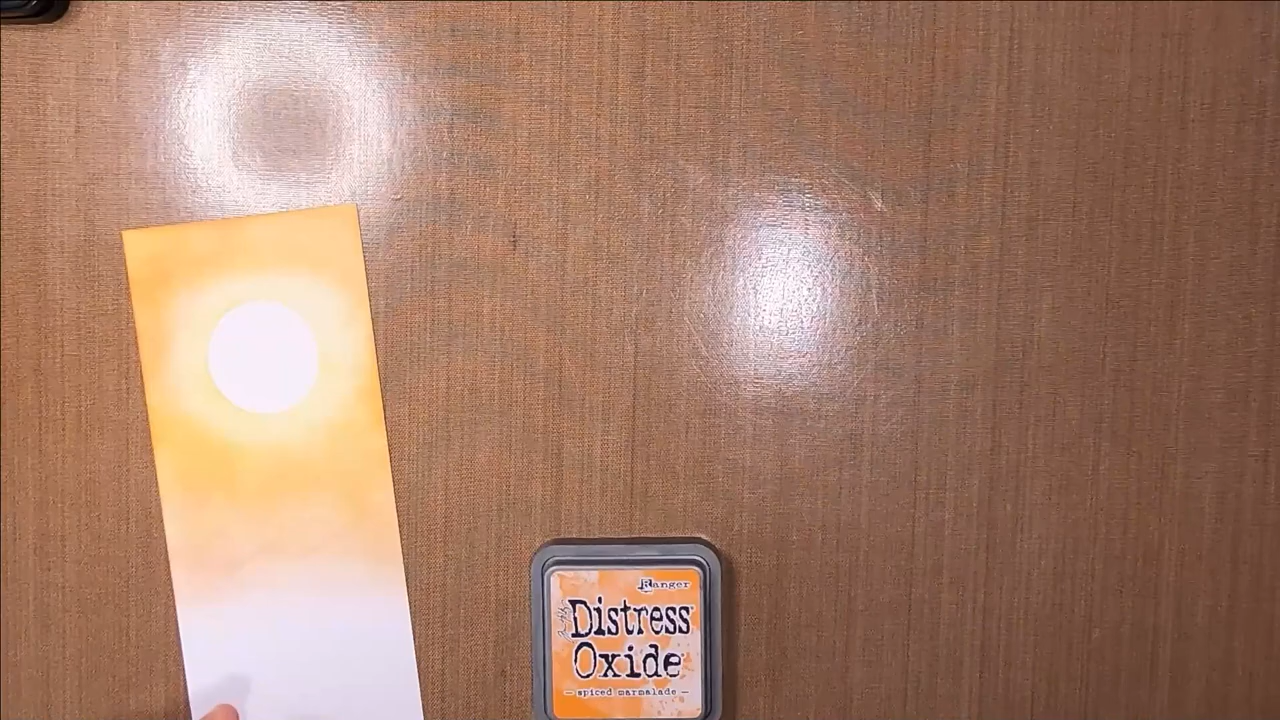 Ranger
Distress
Oxide
— spiced marmalade —